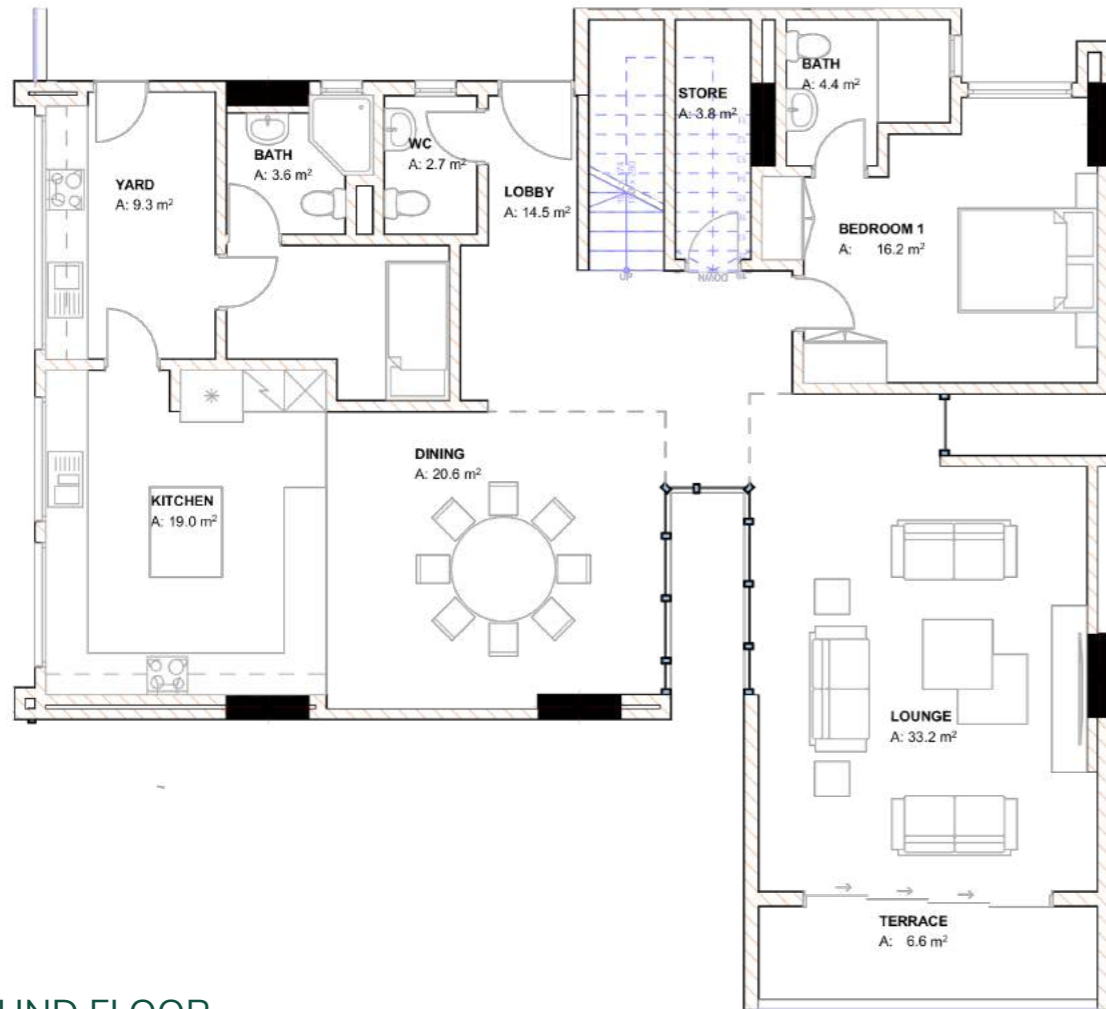 BATH
A: 4.4 m²
STORE
A: 3.8 m²
WC
A: 2.7 m²
BATH
A: 3.6 m²
YARD
A: 9.3 m²
LOBBY
A: 14.5 m²
BEDROOM 1
A: 16.2 m²
UP
DOWN
DINING
A: 20.6 m²
KITCHEN
A: 19.0 m²
LOUNGE
A: 33.2 m²
TERRACE
A: 6.6 m²
UND FLOOR